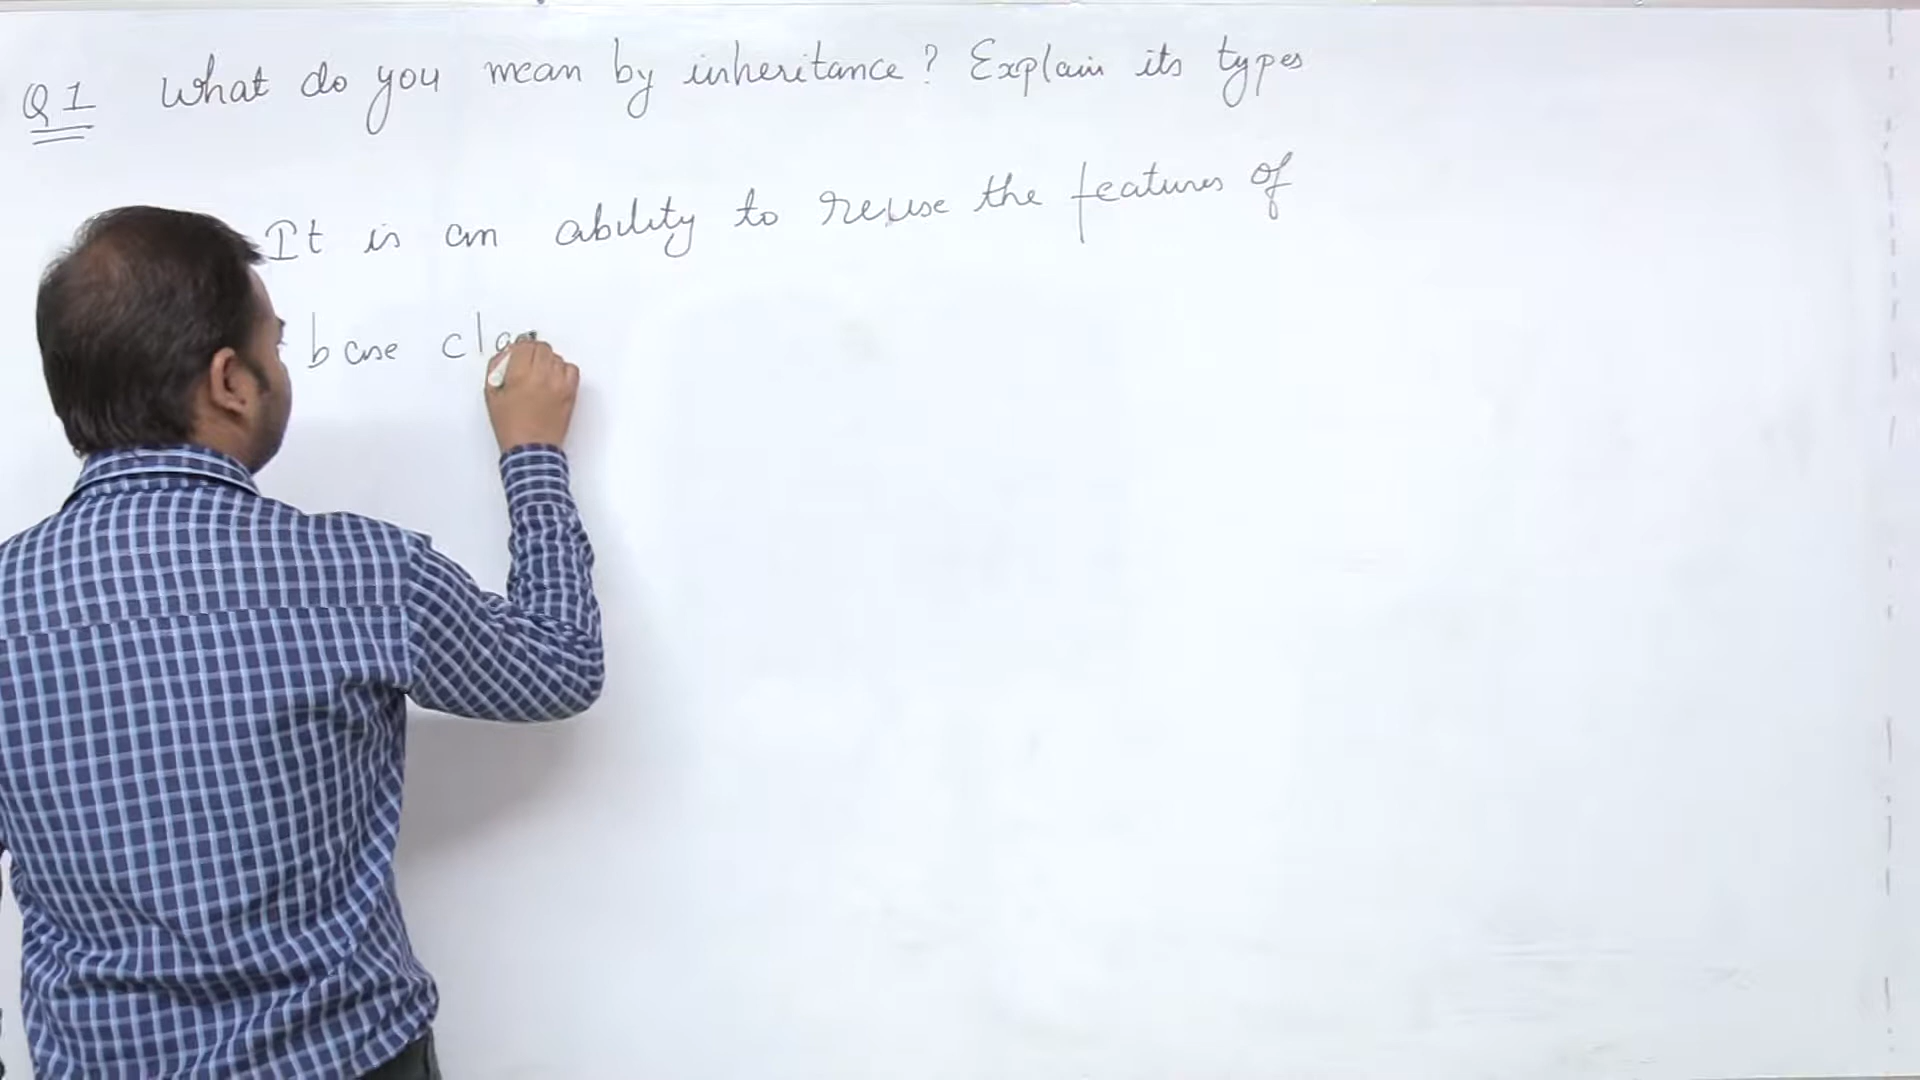 Q1 What do you mean by inheritance? Explain its types
It is an ability to reuse the features of
base clas